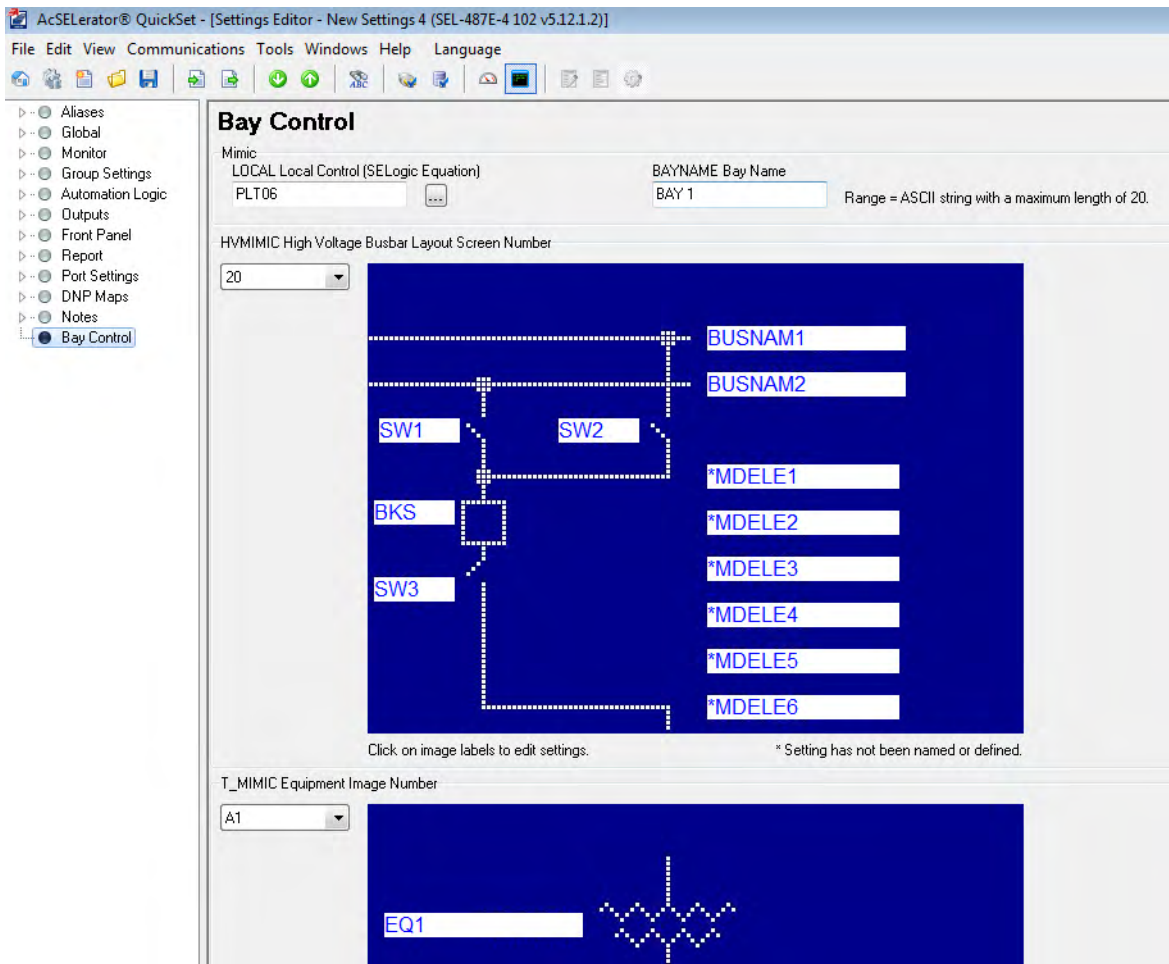 AcSELerator® QuickSet - [Settings Editor - New Settings 4 (SEL-487E-4 102 v5.12.1.2)]
File Edit View Communications Tools Windows Help Language
Aliases
Global
Monitor
Group Settings
Automation Logic
Outputs
Front Panel
Report
Port Settings
DNP Maps
Notes
Bay Control
Bay Control
Mimic
LOCAL Local Control (SELogic Equation)
PLT06
...
BAYNAME Bay Name
BAY 1
Range = ASCII string with a maximum length of 20.
HVMIMIC High Voltage Busbar Layout Screen Number
20
BUSNAM1
BUSNAM2
SW1
SW2
*MDELE1
BKS
*MDELE2
*MDELE3
SW3
*MDELE4
*MDELE5
*MDELE6
Click on image labels to edit settings.
* Setting has not been named or defined.
T_MIMIC Equipment Image Number
A1
EQ1